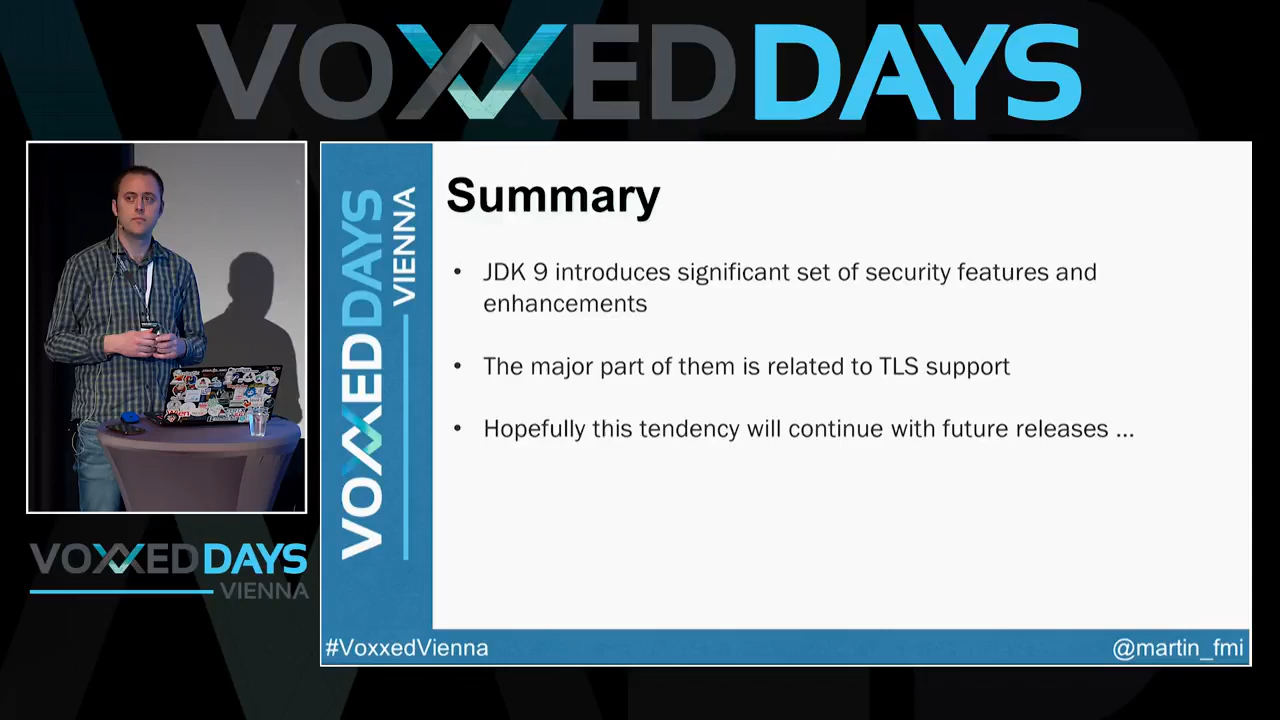 VOXXED DAYS
VOXXED DAYS
VIENNA
VOXXED DAYS
VIENNA
Summary
• JDK 9 introduces significant set of security features and
enhancements
• The major part of them is related to TLS support
• Hopefully this tendency will continue with future releases ...
#VoxxedVienna
@martin_fmi